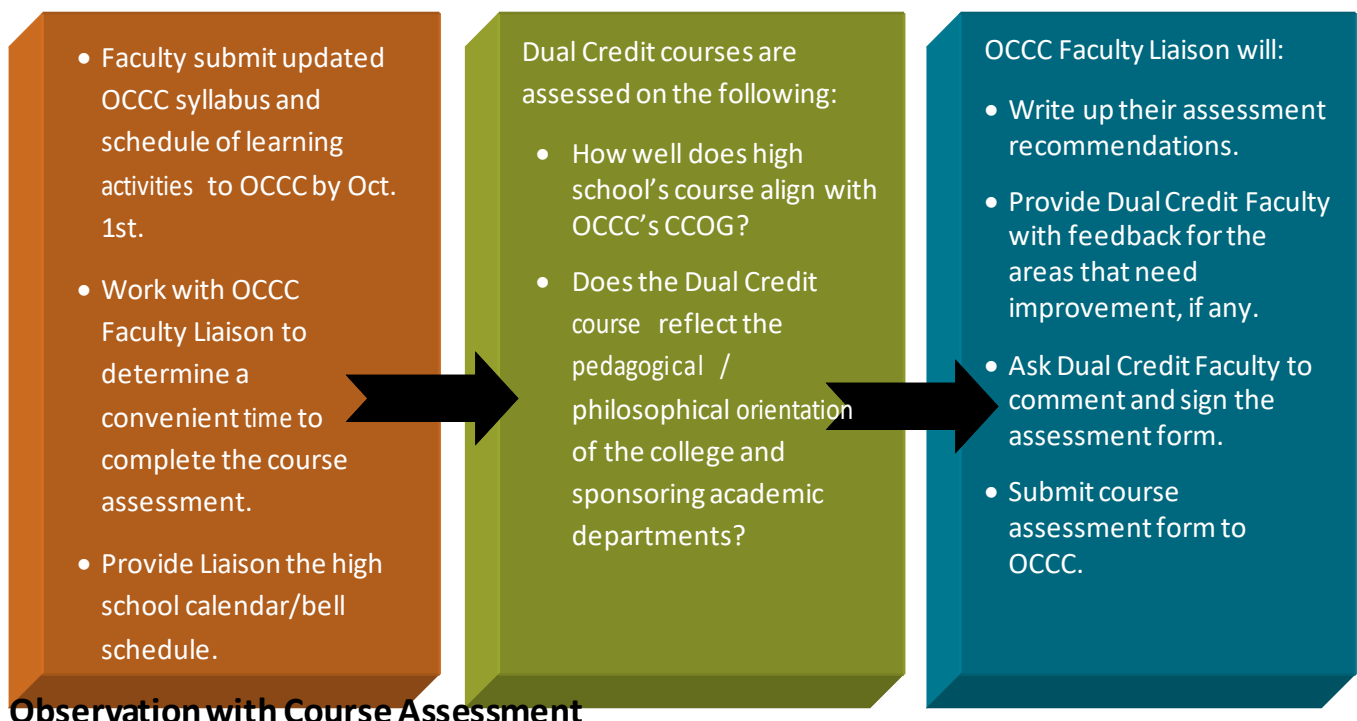 • Faculty submit updated
OCCC syllabus and
schedule of learning
activities to OCCC by Oct.
1st.
• Work with OCCC
Faculty Liaison to
determine a
convenient time to
complete the course
assessment.
• Provide Liaison the high
school calendar/bell
schedule.
Dual Credit courses are
assessed on the following:
• How well does high
school's course align with
OCCC's CCOG?
• Does the Dual Credit
course reflect the
pedagogical /
philosophical orientation
of the college and
sponsoring academic
departments?
OCCC Faculty Liaison will:
• Write up their assessment
recommendations.
• Provide Dual Credit Faculty
with feedback for the
areas that need
improvement, if any.
• Ask Dual Credit Faculty to
comment and sign the
assessment form.
• Submit course
assessment form to
OCCC.
Observation with Course Assessment